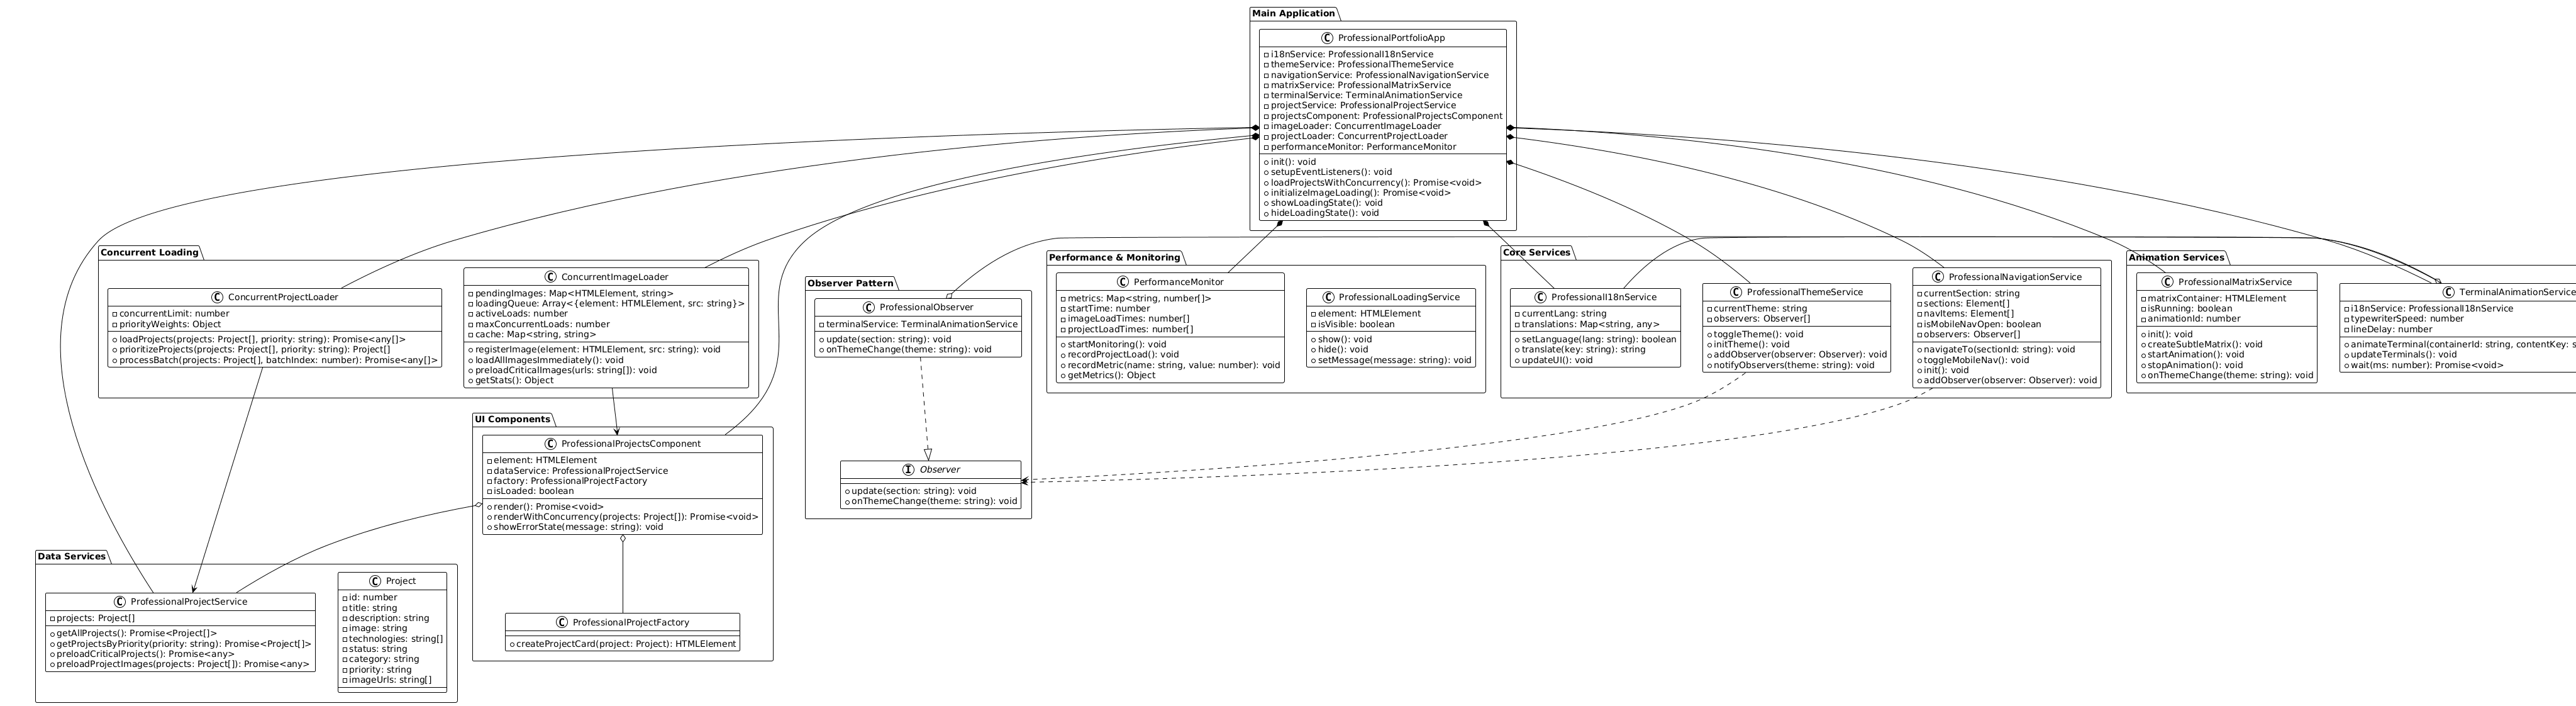 Main Application
C ProfessionalPortfolioApp
i18nService: ProfessionalI18nService
themeService: ProfessionalThemeService
navigationService: ProfessionalNavigationService
matrixService: ProfessionalMatrixService
terminalService: TerminalAnimationService
projectService: ProfessionalProjectService
projectsComponent: ProfessionalProjectsComponent
imageLoader: ConcurrentImageLoader
projectLoader: ConcurrentProjectLoader
performanceMonitor: PerformanceMonitor
init(): void
setupEventListeners(): void
loadProjectsWithConcurrency(): Promise<void>
initializeImageLoading(): Promise<void>
showLoadingState(): void
hideLoadingState(): void
Concurrent Loading
C ConcurrentProjectLoader
concurrentLimit: number
priorityWeights: Object
loadProjects(projects: Project[], priority: string): Promise<any[]>
prioritizeProjects(projects: Project[], priority: string): Project[]
processBatch(projects: Project[], batchIndex: number): Promise<any[]>
C ConcurrentImageLoader
pendingImages: Map<HTMLElement, string>
loadingQueue: Array<{element: HTMLElement, src: string}>
activeLoads: number
maxConcurrentLoads: number
cache: Map<string, string>
registerImage(element: HTMLElement, src: string): void
loadAllImagesImmediately(): void
preloadCriticalImages(urls: string[]): void
getStats(): Object
Observer Pattern
C ProfessionalObserver
terminalService: TerminalAnimationService
update(section: string): void
onThemeChange(theme: string): void
I Observer
update(section: string): void
onThemeChange(theme: string): void
Performance & Monitoring
C PerformanceMonitor
metrics: Map<string, number[]>
startTime: number
imageLoadTimes: number[]
projectLoadTimes: number[]
startMonitoring(): void
recordProjectLoad(): void
recordMetric(name: string, value: number): void
getMetrics(): Object
C ProfessionalLoadingService
element: HTMLElement
isVisible: boolean
show(): void
hide(): void
setMessage(message: string): void
Core Services
C ProfessionalI18nService
currentLang: string
translations: Map<string, any>
setLanguage(lang: string): boolean
translate(key: string): string
updateUI(): void
C ProfessionalThemeService
currentTheme: string
observers: Observer[]
toggleTheme(): void
initTheme(): void
addObserver(observer: Observer): void
notifyObservers(theme: string): void
C ProfessionalNavigationService
currentSection: string
sections: Element[]
navItems: Element[]
isMobileNavOpen: boolean
observers: Observer[]
navigateTo(sectionId: string): void
toggleMobileNav(): void
init(): void
addObserver(observer: Observer): void
Animation Services
C ProfessionalMatrixService
matrixContainer: HTMLElement
isRunning: boolean
animationId: number
init(): void
createSubtleMatrix(): void
startAnimation(): void
stopAnimation(): void
onThemeChange(theme: string): void
C TerminalAnimationService
i18nService: ProfessionalI18nService
typewriterSpeed: number
lineDelay: number
animateTerminal(containerId: string, contentKey: s
updateTerminals(): void
wait(ms: number): Promise<void>
UI Components
C ProfessionalProjectsComponent
element: HTMLElement
dataService: ProfessionalProjectService
factory: ProfessionalProjectFactory
isLoaded: boolean
render(): Promise<void>
renderWithConcurrency(projects: Project[]): Promise<void>
showErrorState(message: string): void
C ProfessionalProjectFactory
createProjectCard(project: Project): HTMLElement
Data Services
C ProfessionalProjectService
projects: Project[]
getAllProjects(): Promise<Project[]>
getProjectsByPriority(priority: string): Promise<Project[]>
preloadCriticalProjects(): Promise<any>
preloadProjectImages(projects: Project[]): Promise<any>
C Project
id: number
title: string
description: string
image: string
technologies: string[]
status: string
category: string
priority: string
imageUrls: string[]